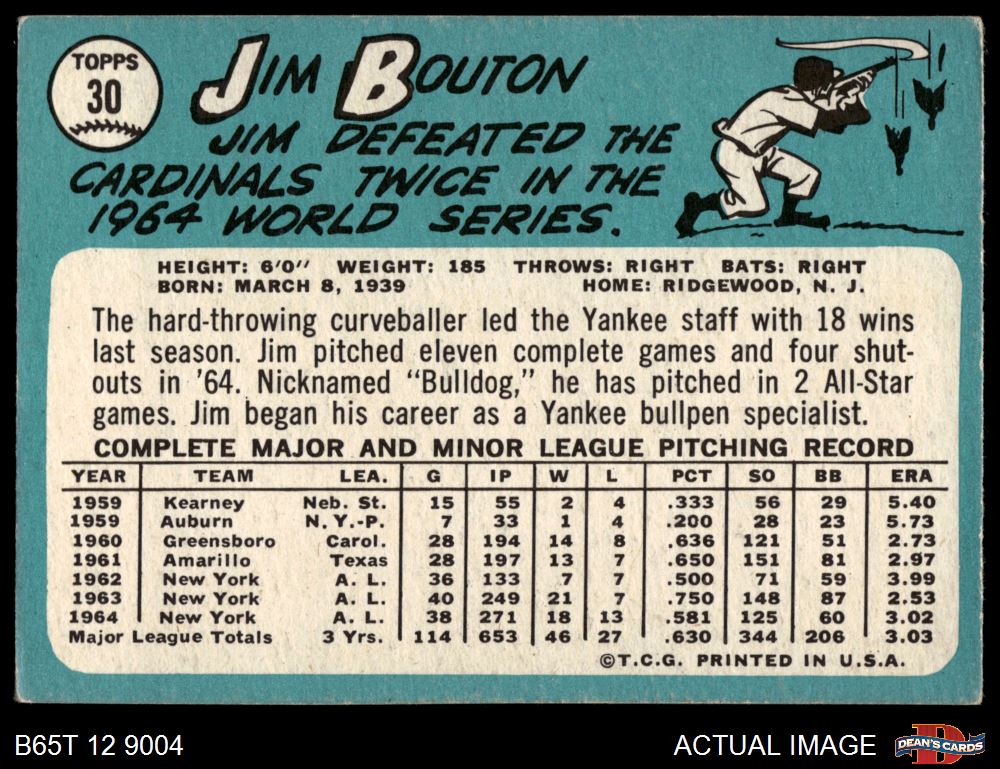 TOPPS
30
JIM BOUTON
JIM DEFEATED THE
CARDINALS TWICE IN THE
1964 WORLD SERIES.
HEIGHT: 6'0" WEIGHT: 185 THROWS: RIGHT BATS: RIGHT
BORN: MARCH 8, 1939 HOME: RIDGEWOOD, N. J.
The hard-throwing curveballer led the Yankee staff with 18 wins
last season. Jim pitched eleven complete games and four shut-
outs in '64. Nicknamed "Bulldog," he has pitched in 2 All-Star
games. Jim began his career as a Yankee bullpen specialist.
COMPLETE MAJOR AND MINOR LEAGUE PITCHING RECORD
YEAR TEAM LEA. G IP W L PCT SO BB ERA
1959 Kearney Neb. St. 15 55 2 4 .333 56 29 5.40
1959 Auburn N. Y.-P. 7 33 1 4 .200 28 23 5.73
1960 Greensboro Carol. 28 194 14 8 .636 121 51 2.73
1961 Amarillo Texas 28 197 13 7 .650 151 81 2.97
1962 New York A. L. 36 133 7 7 .500 71 59 3.99
1963 New York A. L. 40 249 21 7 .750 148 87 2.53
1964 New York A. L. 38 271 18 13 .581 125 60 3.02
Major League Totals 3 Yrs. 114 653 46 27 .630 344 206 3.03
©T.C.G. PRINTED IN U.S.A.
B65T 12 9004 ACTUAL IMAGE
DEAN'S CARDS